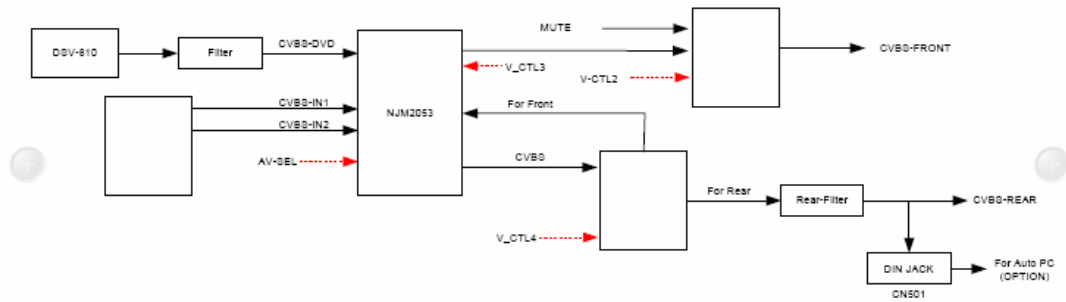 MUTE
DSV-810
Filter
CVBS-DVD
CVBS-FRONT
V_CTL3
V-CTL2
CVBS-IN1
For Front
NJM2053
CVBS-IN2
AV-SEL
CVBS
For Rear
Rear-Filter
CVBS-REAR
V_CTL4
DIN JACK
For Auto PC
(OPTION)
CN501